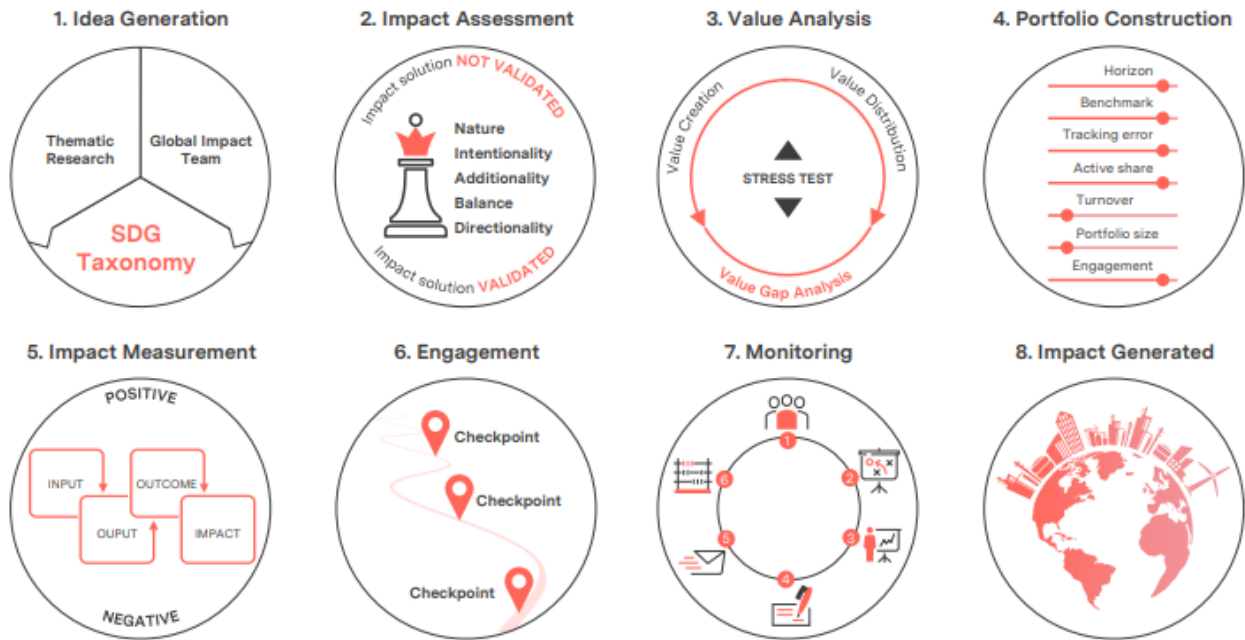 1. Idea Generation
Thematic
Research
Global Impact
Team
SDG
Taxonomy
2. Impact Assessment
Impact solution NOT VALIDATED
Nature
Intentionality
Additionality
Balance
Directionality
Impact solution VALIDATED
3. Value Analysis
Value Creation
Value Distribution
STRESS TEST
Value Gap Analysis
4. Portfolio Construction
Horizon
Benchmark
Tracking error
Active share
Turnover
Portfolio size
Engagement
5. Impact Measurement
POSITIVE
INPUT
OUTCOME
OUPUT
IMPACT
NEGATIVE
6. Engagement
Checkpoint
Checkpoint
Checkpoint
7. Monitoring
1
2
3
4
5
6
8. Impact Generated